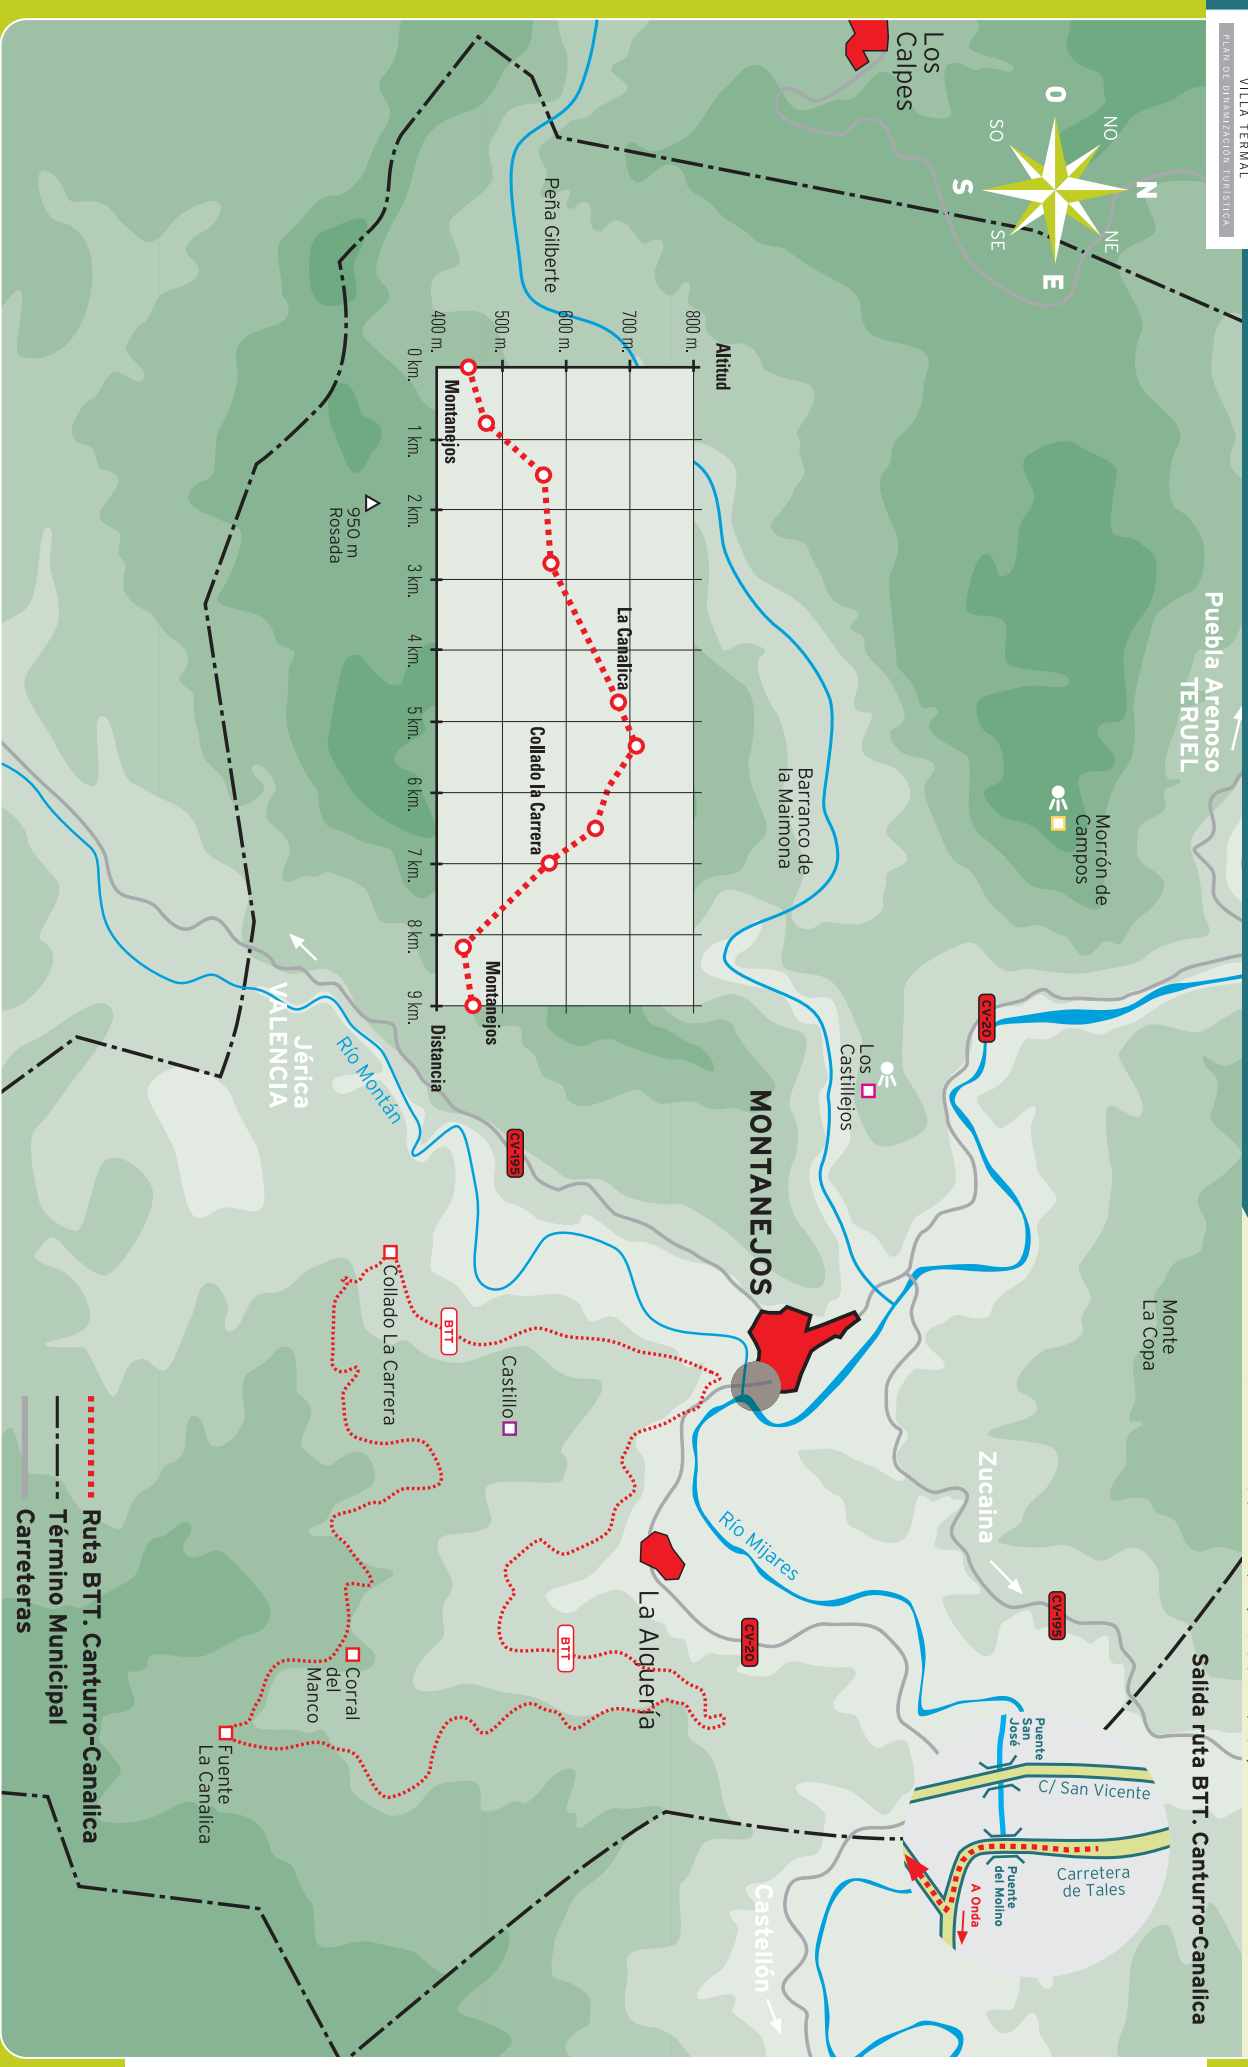 VILLA TERMAL
PLAN DE DINAMIZACIÓN TURÍSTICA
Los
Calpes
N
NE
E
SE
S
SO
O
NO
Puebla Arenoso
TERUEL
Morrón de
Campos
Peña Gilberte
Barranco de
la Maimona
CV-20
Los
Castillejos
MONTANEJOS
Monte
La Copa
Zucaina
CV-195
Altitud
800 m.
700 m.
600 m.
500 m.
400 m.
0 km.
1 km.
2 km.
3 km.
4 km.
5 km.
6 km.
7 km.
8 km.
9 km.
Distancia
Montanejos
La Canalica
Collado la Carrera
Montanejos
950 m
Rosada
Jérica
VALENCIA
Río Montán
CV-195
Río Mijares
La Alquería
CV-20
Castillo
BTT
BTT
Collado La Carrera
Corral
del
Manco
Fuente
La Canalica
Castellón
Salida ruta BTT. Canturro-Canalica
Puente
San
José
C/ San Vicente
Carretera
de Tales
Puente
del Molino
A Onda
Ruta BTT. Canturro-Canalica
Término Municipal
Carreteras